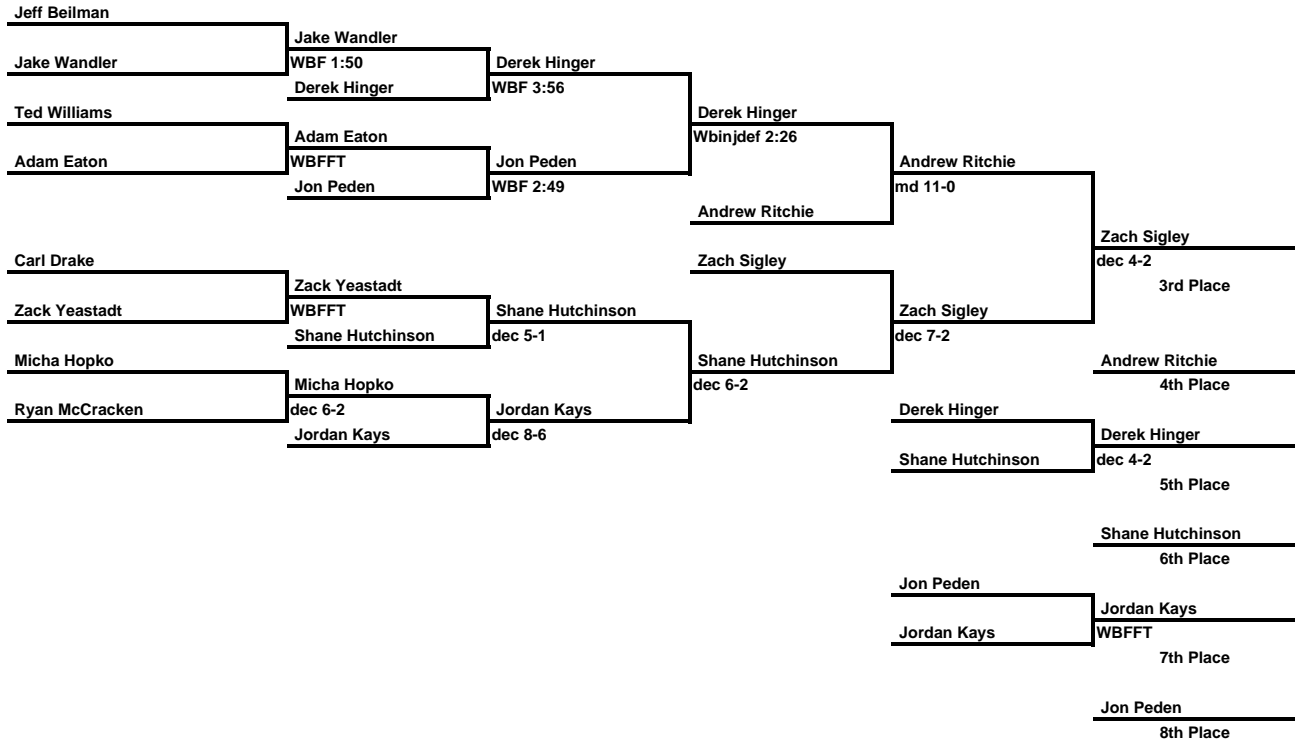 Jeff Beilman
Jake Wandler
Jake Wandler
WBF 1:50
Derek Hinger
Derek Hinger
WBF 3:56
Ted Williams
Adam Eaton
Adam Eaton
WBFFT
Jon Peden
Jon Peden
WBF 2:49
Derek Hinger
Wbinjdef 2:26
Andrew Ritchie
Andrew Ritchie
md 11-0
Carl Drake
Zack Yeastadt
Zack Yeastadt
WBFFT
Shane Hutchinson
Shane Hutchinson
dec 5-1
Micha Hopko
Ryan McCracken
Micha Hopko
dec 6-2
Jordan Kays
Jordan Kays
dec 8-6
Zach Sigley
Shane Hutchinson
dec 6-2
Zach Sigley
dec 7-2
Zach Sigley
dec 4-2
3rd Place
Andrew Ritchie
4th Place
Derek Hinger
Shane Hutchinson
Derek Hinger
dec 4-2
5th Place
Shane Hutchinson
6th Place
Jon Peden
Jordan Kays
Jordan Kays
WBFFT
7th Place
Jon Peden
8th Place